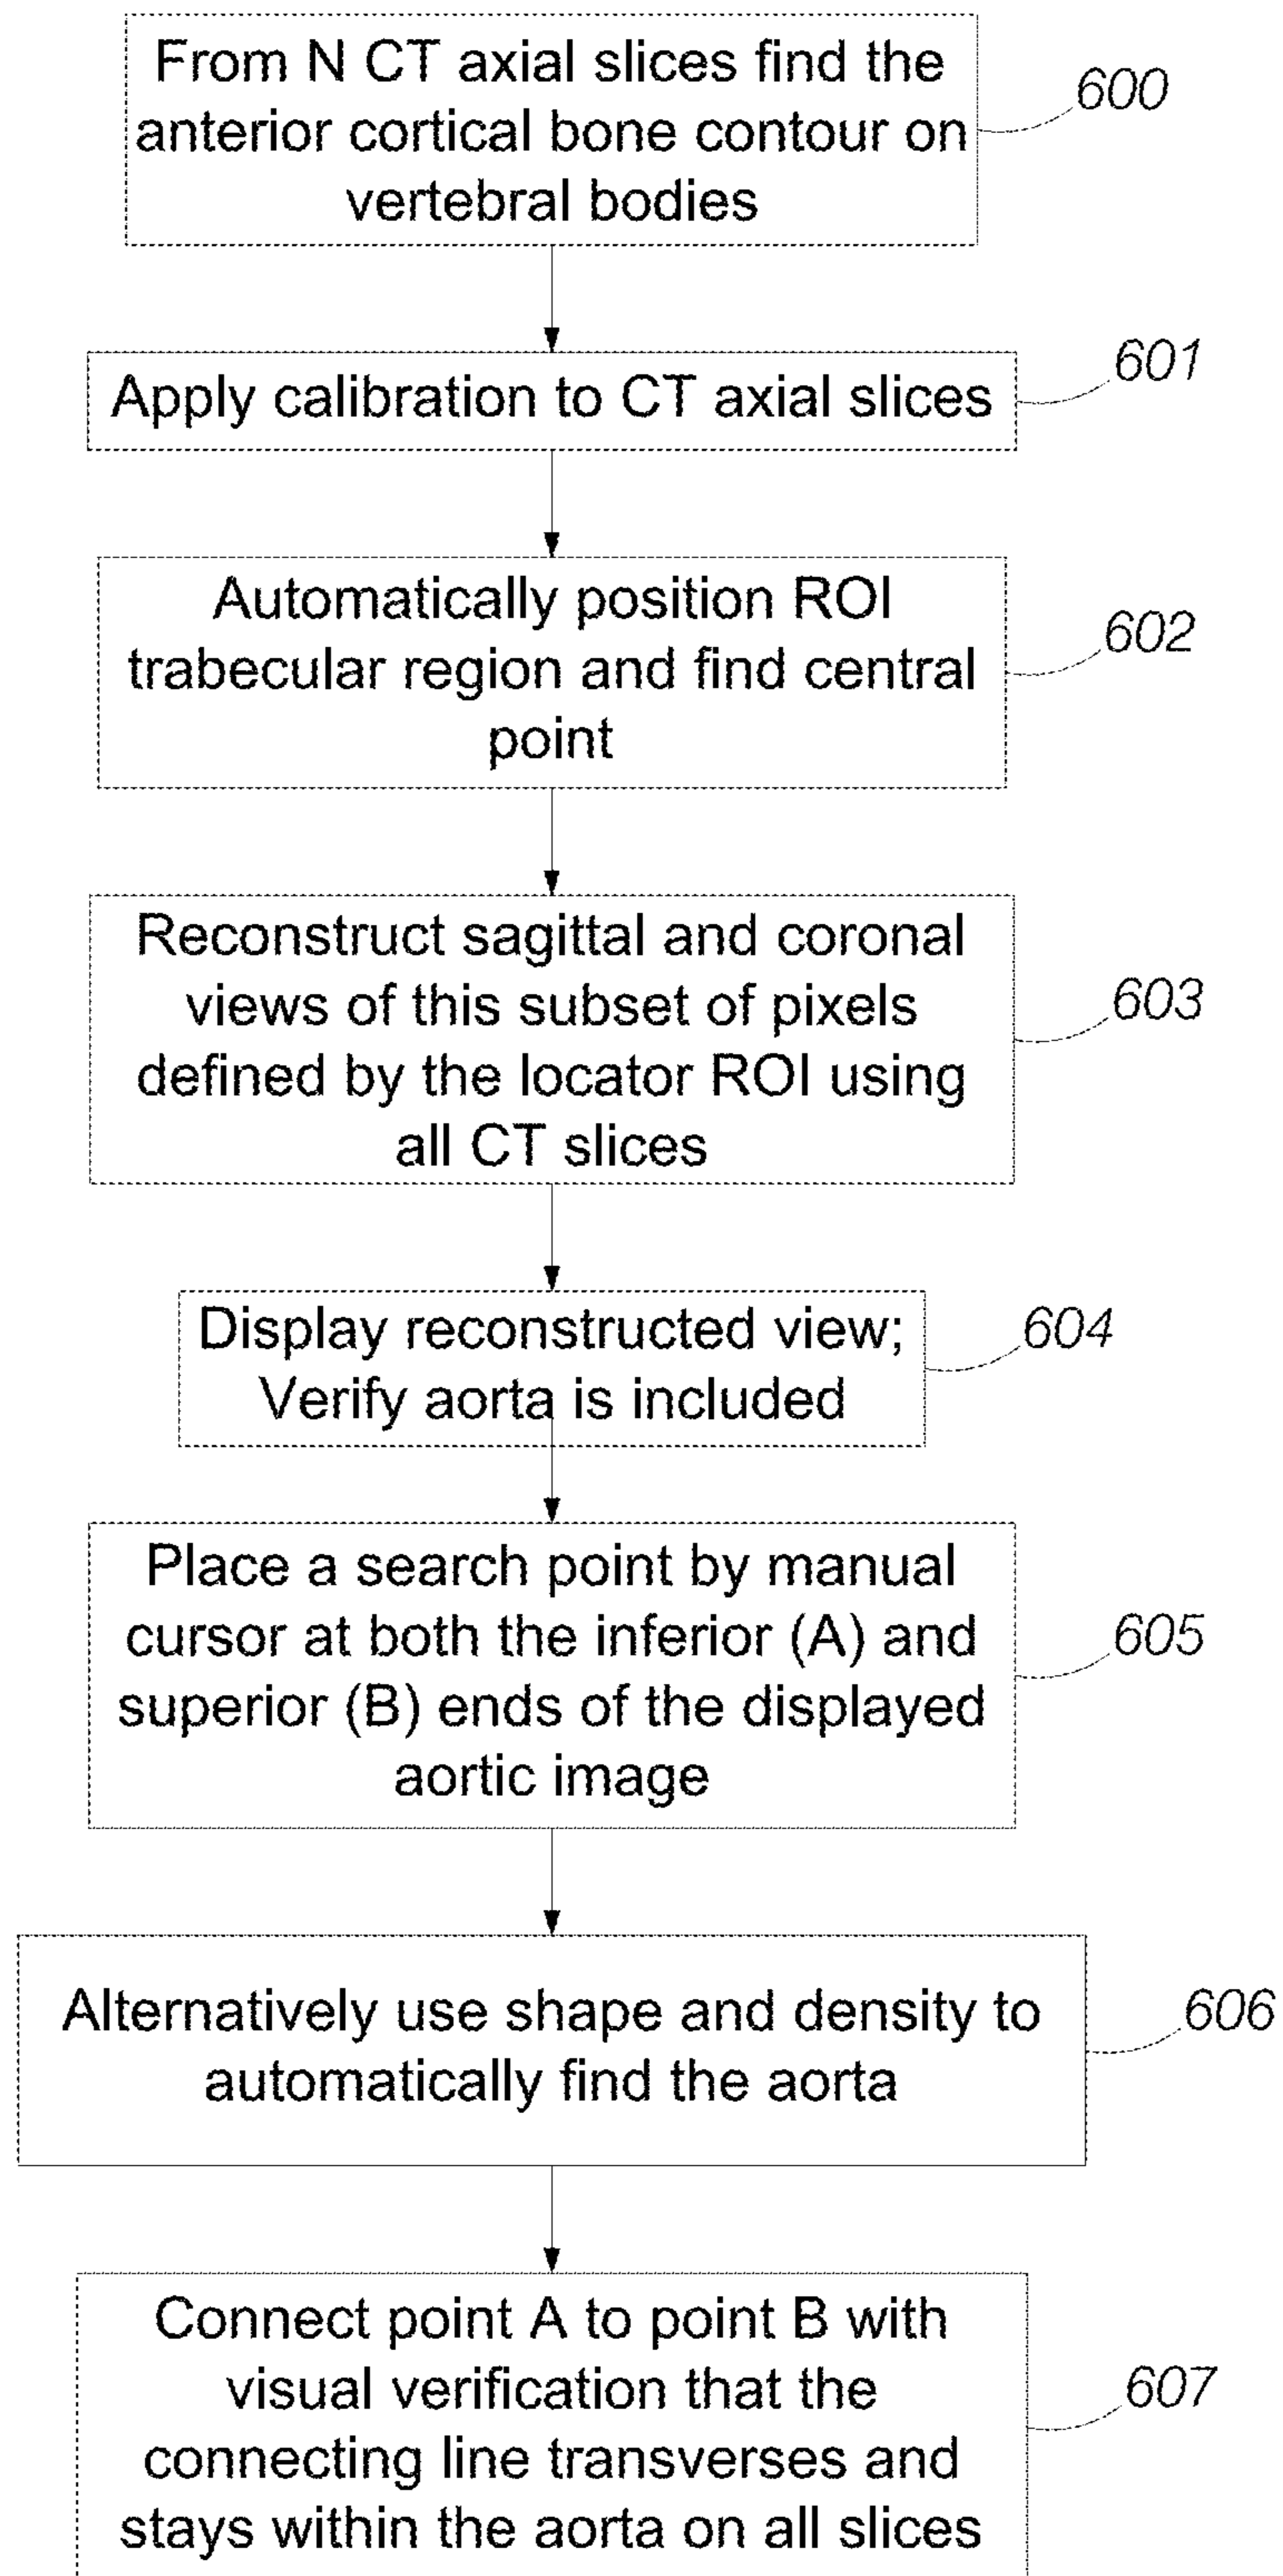 From N CT axial slices find the
anterior cortical bone contour on
vertebral bodies
600
Apply calibration to CT axial slices
601
Automatically position ROI
trabecular region and find central
point
602
Reconstruct sagittal and coronal
views of this subset of pixels
defined by the locator ROI using
all CT slices
603
Display reconstructed view;
Verify aorta is included
604
Place a search point by manual
cursor at both the inferior (A) and
superior (B) ends of the displayed
aortic image
605
Alternatively use shape and density to
automatically find the aorta
606
Connect point A to point B with
visual verification that the
connecting line transverses and
stays within the aorta on all slices
607